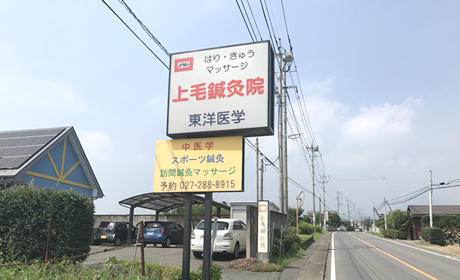 はり・きゅう
マッサージ
上毛鍼灸院
東洋医学
中医学
スポーツ鍼灸
訪問鍼灸マッサージ
予約 027-288-8915